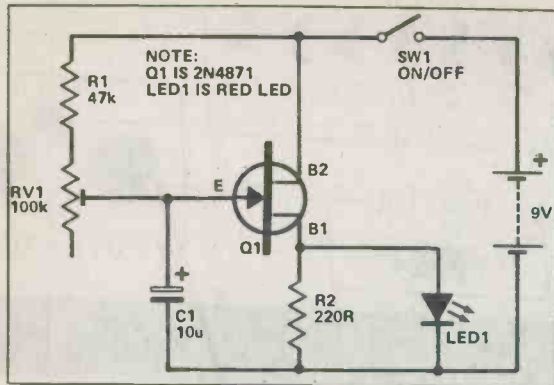 NOTE:
Q1 IS 2N4871
LED1 IS RED LED
SW1
ON/OFF
R1
47k
RV1
100k
E
B2
B1
Q1
+
9V
+
C1
10u
R2
220R
LED1